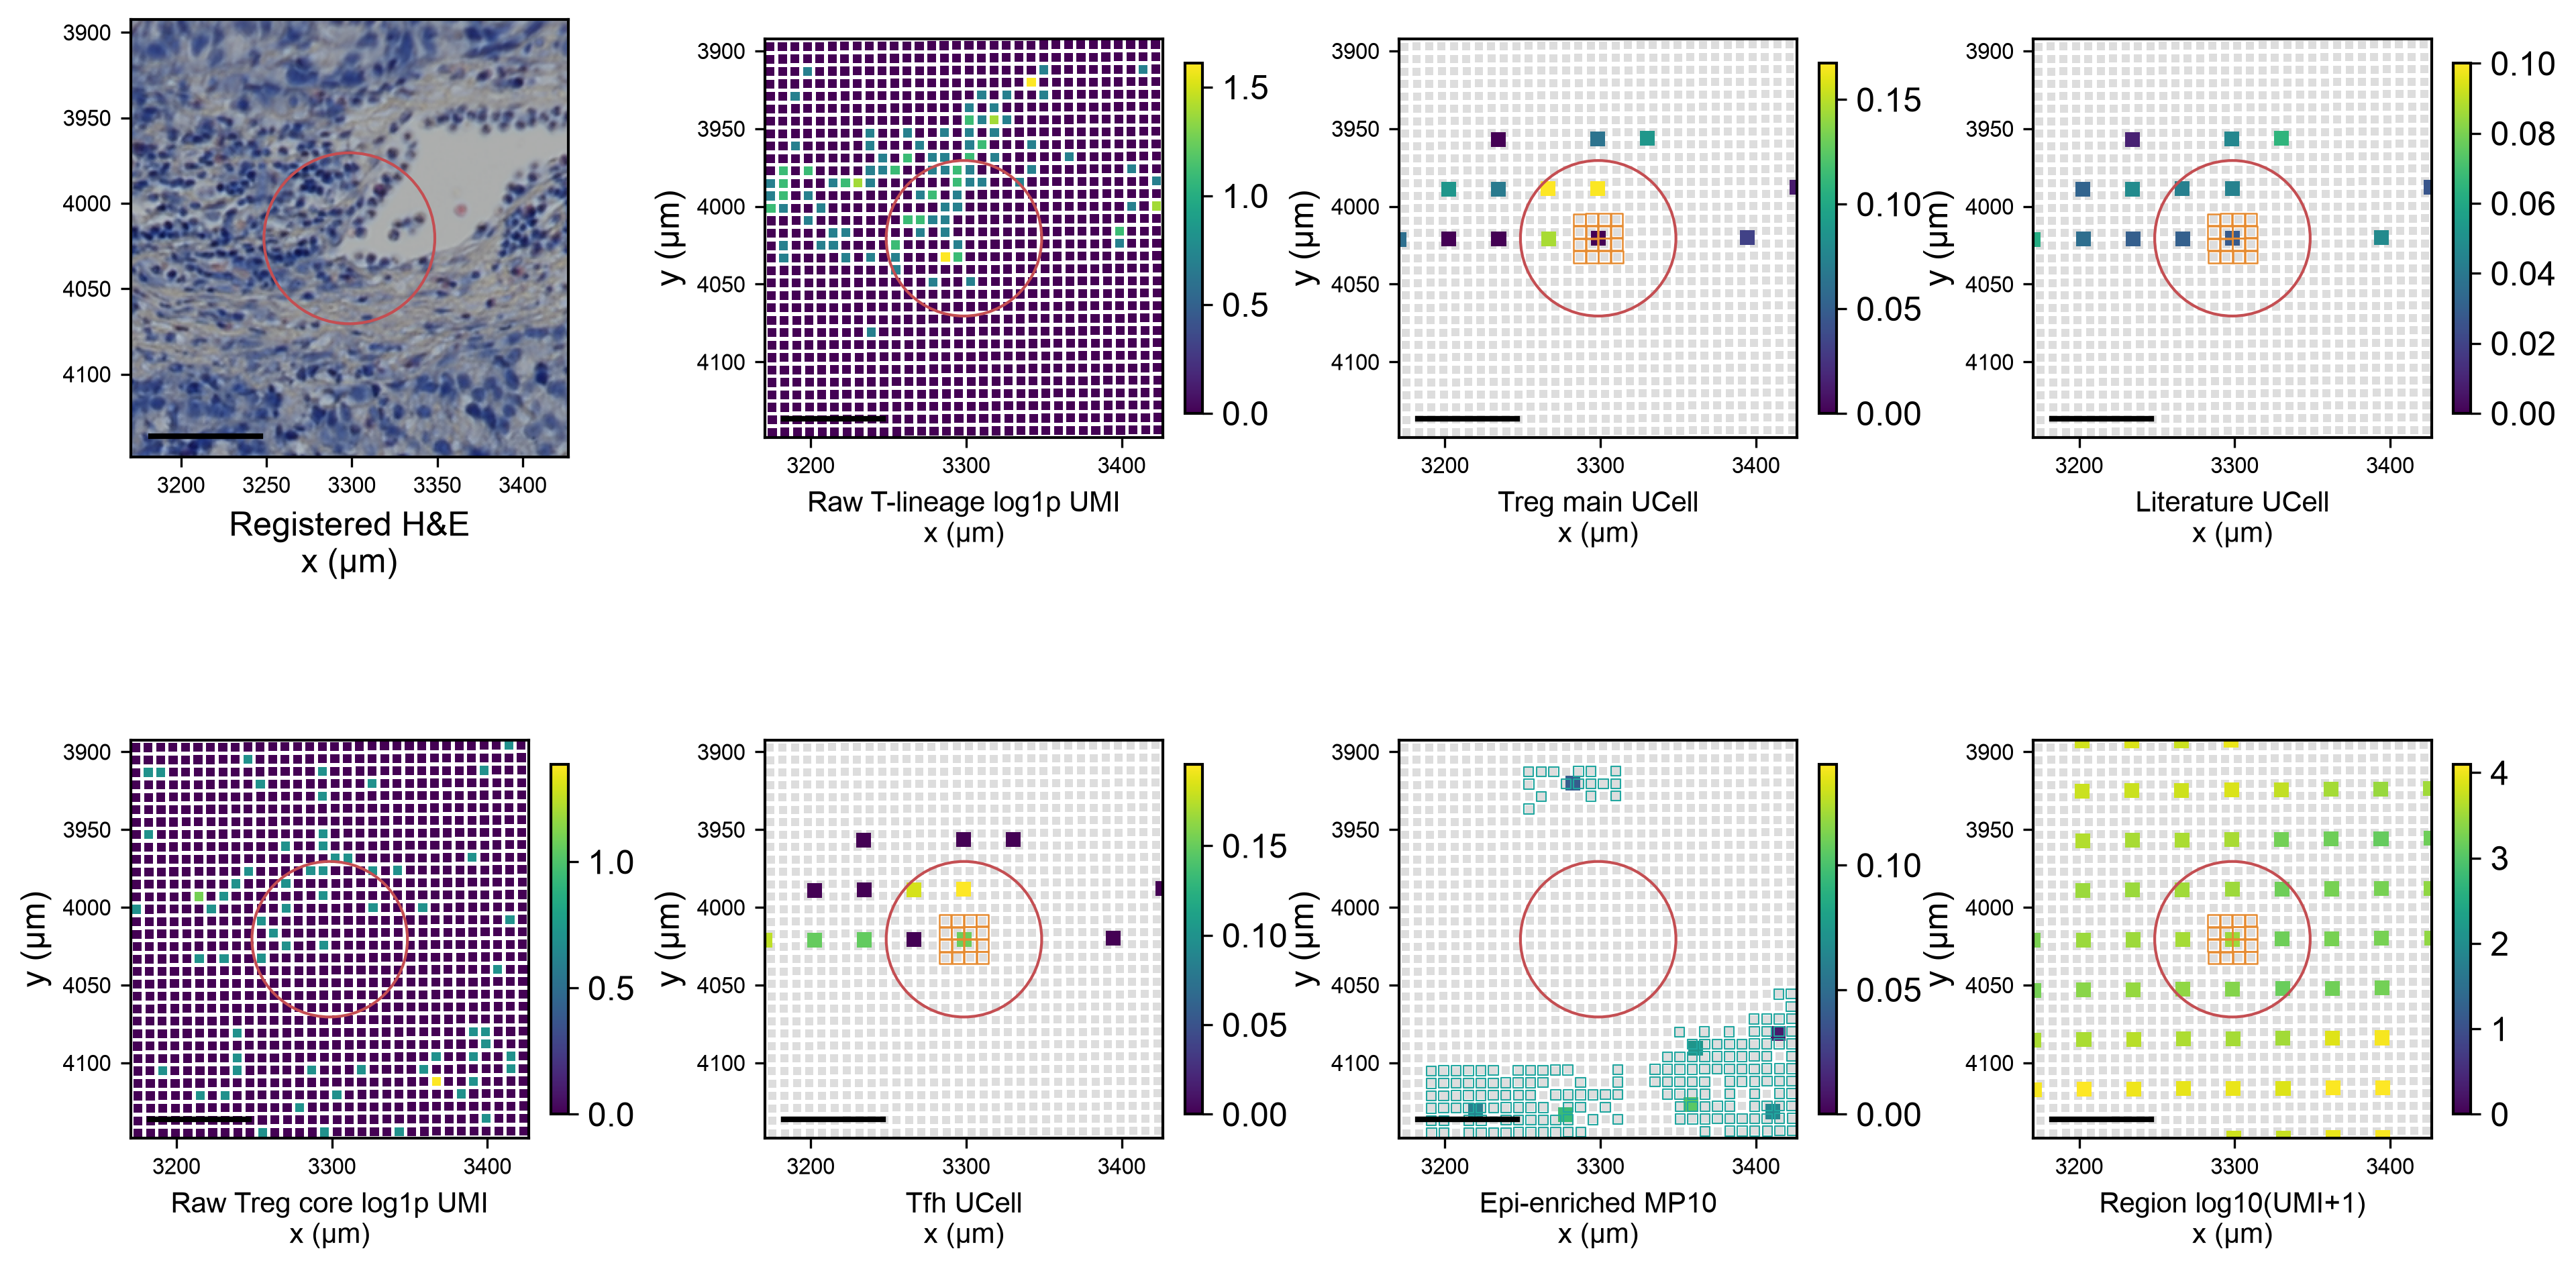 3900
3950
4000
4050
4100
3200 3250 3300 3350 3400
Registered H&E
x (µm)
y (µm)
3900
3950
4000
4050
4100
3200 3300 3400
Raw T-lineage log1p UMI
x (µm)
1.5
1.0
0.5
0.0
y (µm)
3900
3950
4000
4050
4100
3200 3300 3400
Treg main UCell
x (µm)
0.15
0.10
0.05
0.00
y (µm)
3900
3950
4000
4050
4100
3200 3300 3400
Literature UCell
x (µm)
0.10
0.08
0.06
0.04
0.02
0.00
y (µm)
3900
3950
4000
4050
4100
3200 3300 3400
Raw Treg core log1p UMI
x (µm)
1.0
0.5
0.0
y (µm)
3900
3950
4000
4050
4100
3200 3300 3400
Tfh UCell
x (µm)
0.15
0.10
0.05
0.00
y (µm)
3900
3950
4000
4050
4100
3200 3300 3400
Epi-enriched MP10
x (µm)
0.10
0.05
0.00
y (µm)
3900
3950
4000
4050
4100
3200 3300 3400
Region log10(UMI+1)
x (µm)
4
3
2
1
0